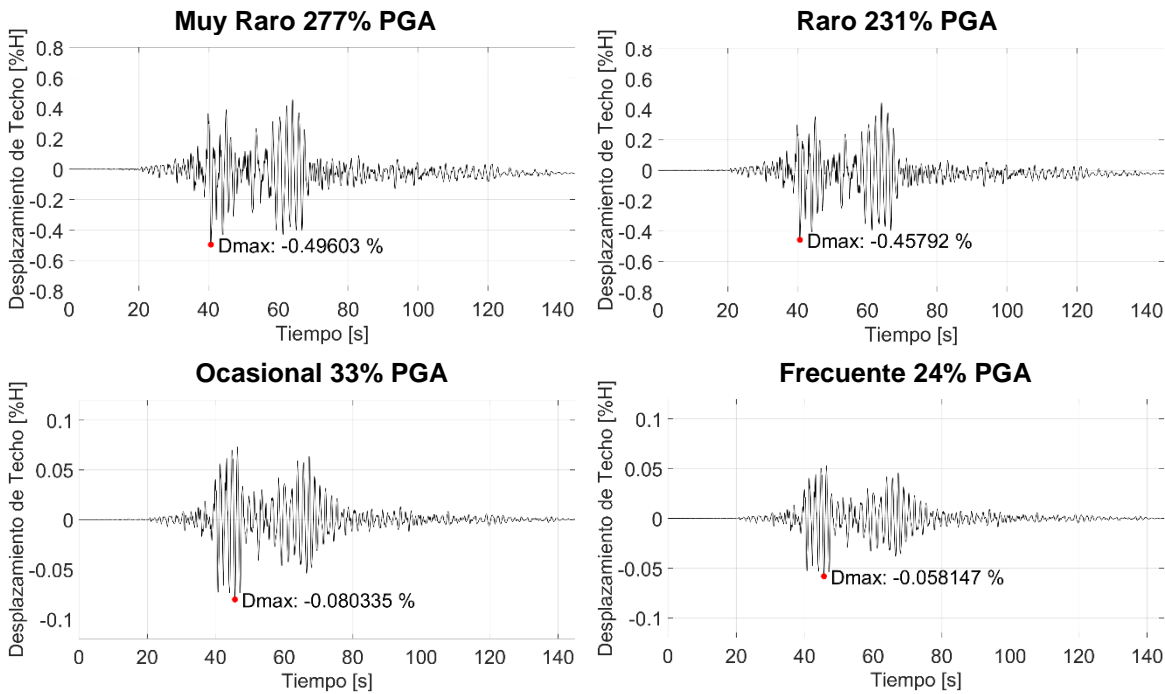 Muy Raro 277% PGA
Desplazamiento de Techo [%H]
0.8
0.6
0.4
0.2
0
-0.2
-0.4
-0.6
-0.8
Dmax: -0.49603 %
0 20 40 60 80 100 120 140
Tiempo [s]
Raro 231% PGA
Desplazamiento de Techo [%H]
0.8
0.6
0.4
0.2
0
-0.2
-0.4
-0.6
-0.8
Dmax: -0.45792 %
0 20 40 60 80 100 120 140
Tiempo [s]
Ocasional 33% PGA
Desplazamiento de Techo [%H]
0.1
0.05
0
-0.05
-0.1
Dmax: -0.080335 %
0 20 40 60 80 100 120 140
Tiempo [s]
Frecuente 24% PGA
Desplazamiento de Techo [%H]
0.1
0.05
0
-0.05
-0.1
Dmax: -0.058147 %
0 20 40 60 80 100 120 140
Tiempo [s]